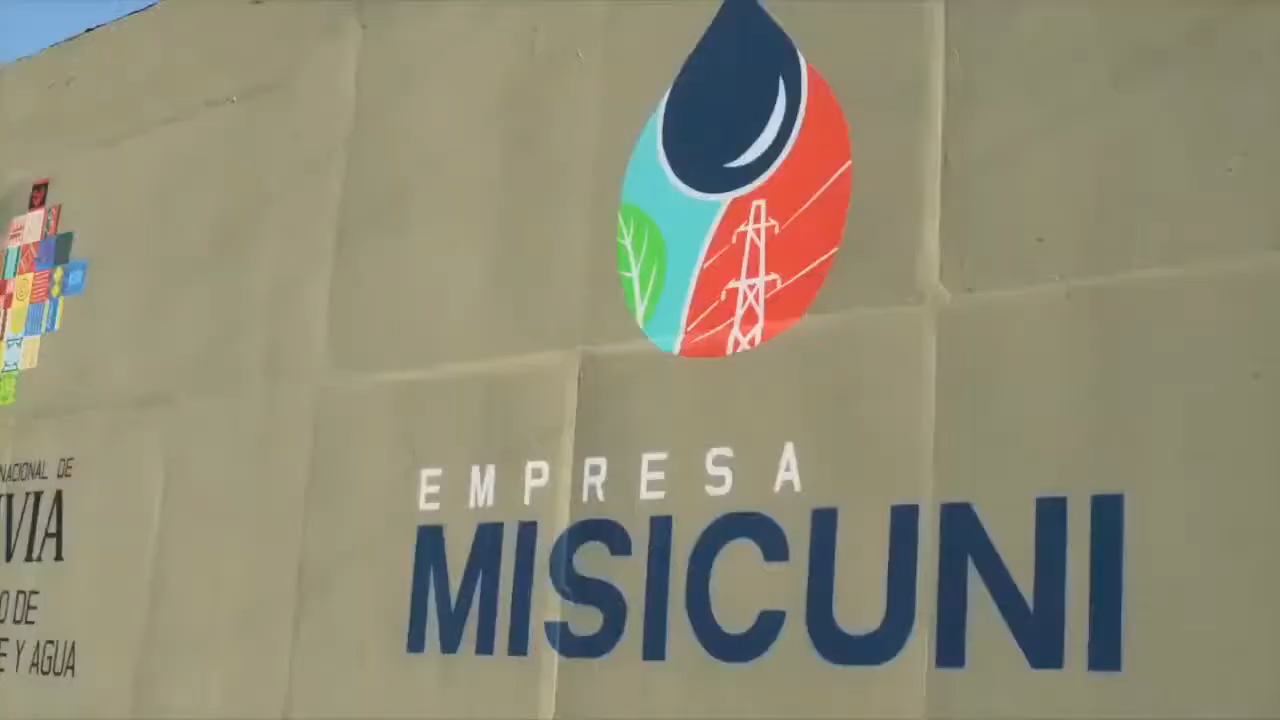 NACIONAL DE
VIA
O DE
E Y AGUA
EMPRESA
MISICUNI